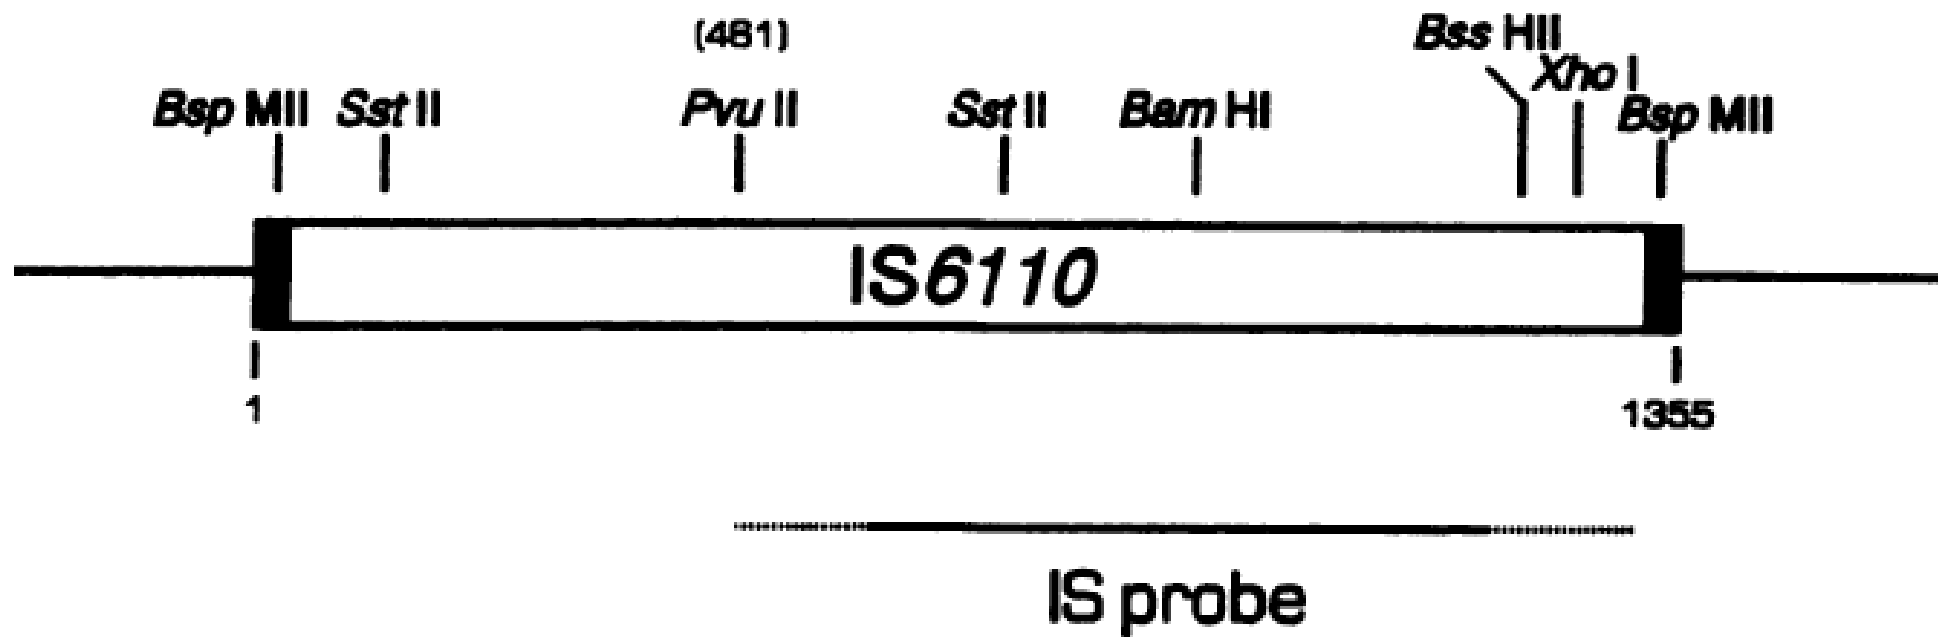 (461)
Bss HII
Xho I
Bsp MII Sst II Pvu II Sst II Bam HI Bsp MII
IS6110
1
1355
IS probe